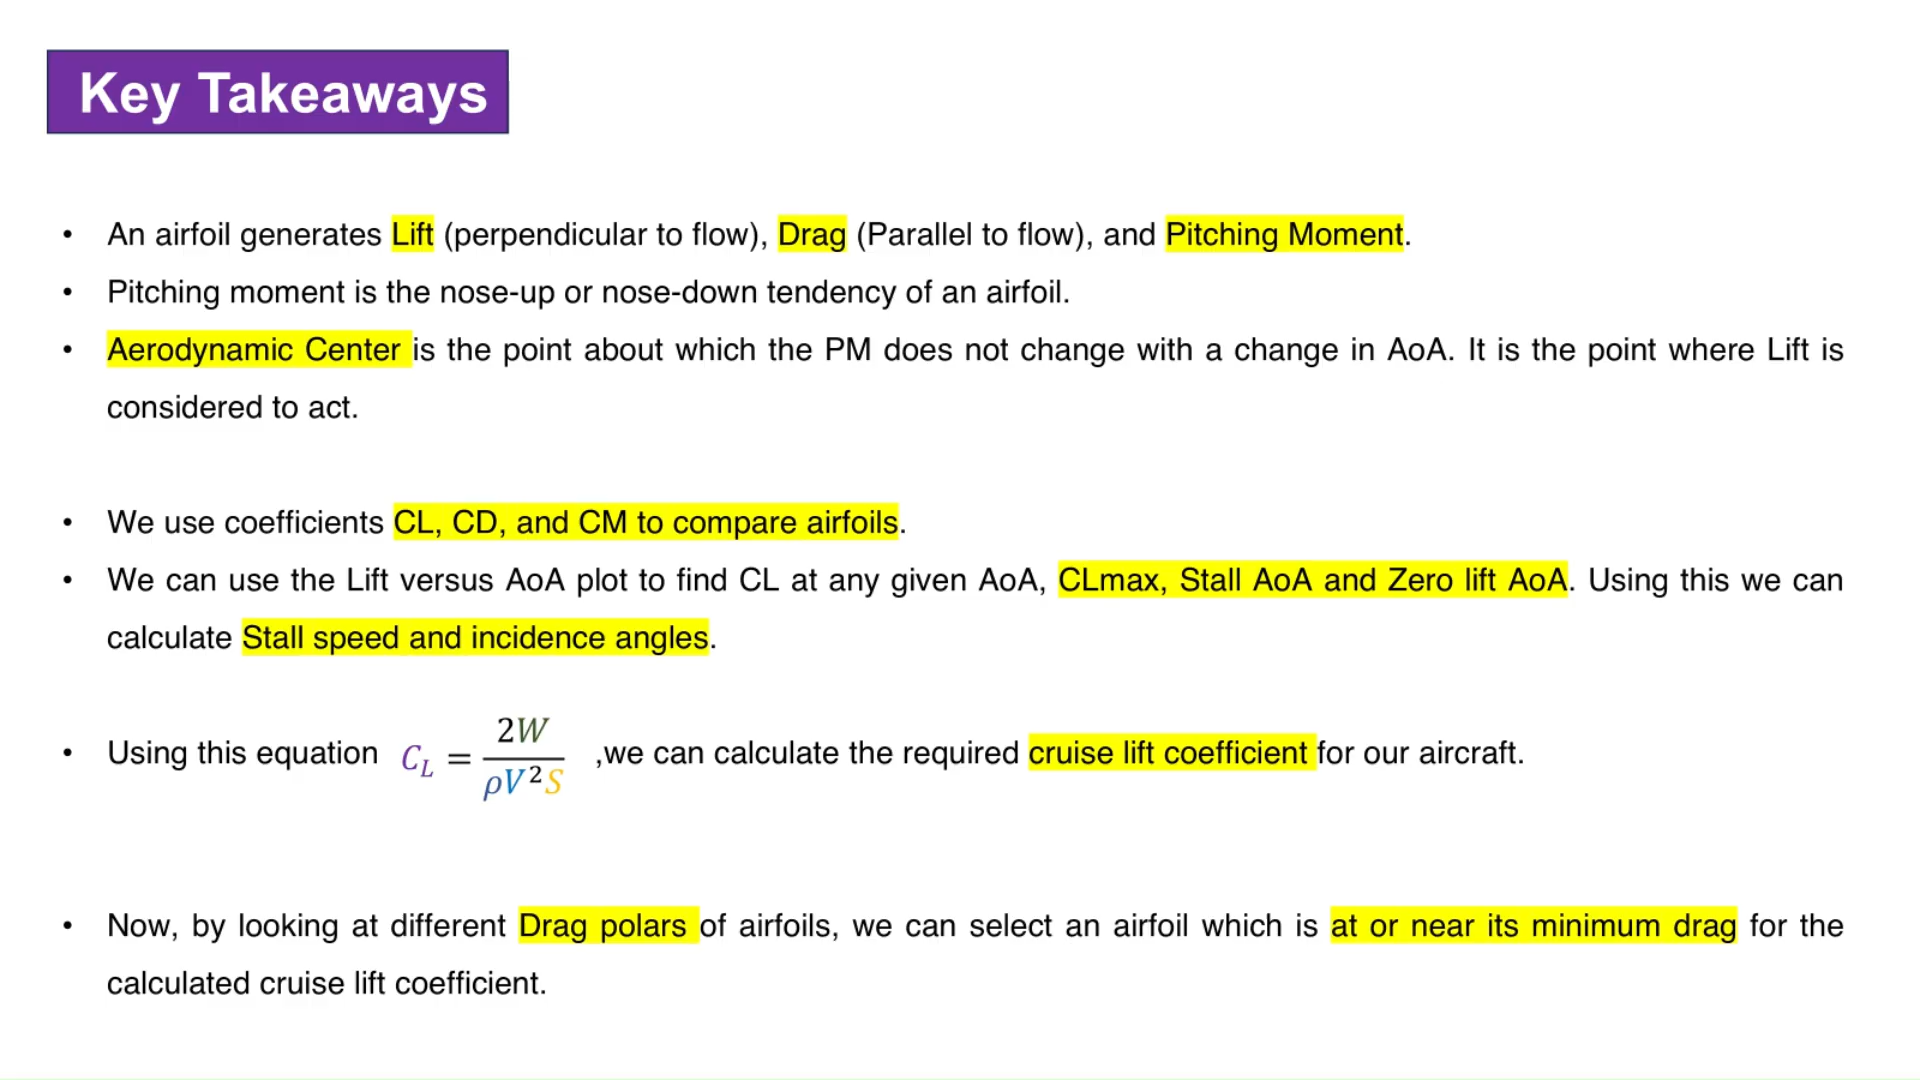 Key Takeaways
• An airfoil generates Lift (perpendicular to flow), Drag (Parallel to flow), and Pitching Moment.
• Pitching moment is the nose-up or nose-down tendency of an airfoil.
• Aerodynamic Center is the point about which the PM does not change with a change in AoA. It is the point where Lift is
considered to act.
• We use coefficients CL, CD, and CM to compare airfoils.
• We can use the Lift versus AoA plot to find CL at any given AoA, CLmax, Stall AoA and Zero lift AoA. Using this we can
calculate Stall speed and incidence angles.
• Using this equation C_L = 2W / ρV²S ,we can calculate the required cruise lift coefficient for our aircraft.
• Now, by looking at different Drag polars of airfoils, we can select an airfoil which is at or near its minimum drag for the
calculated cruise lift coefficient.